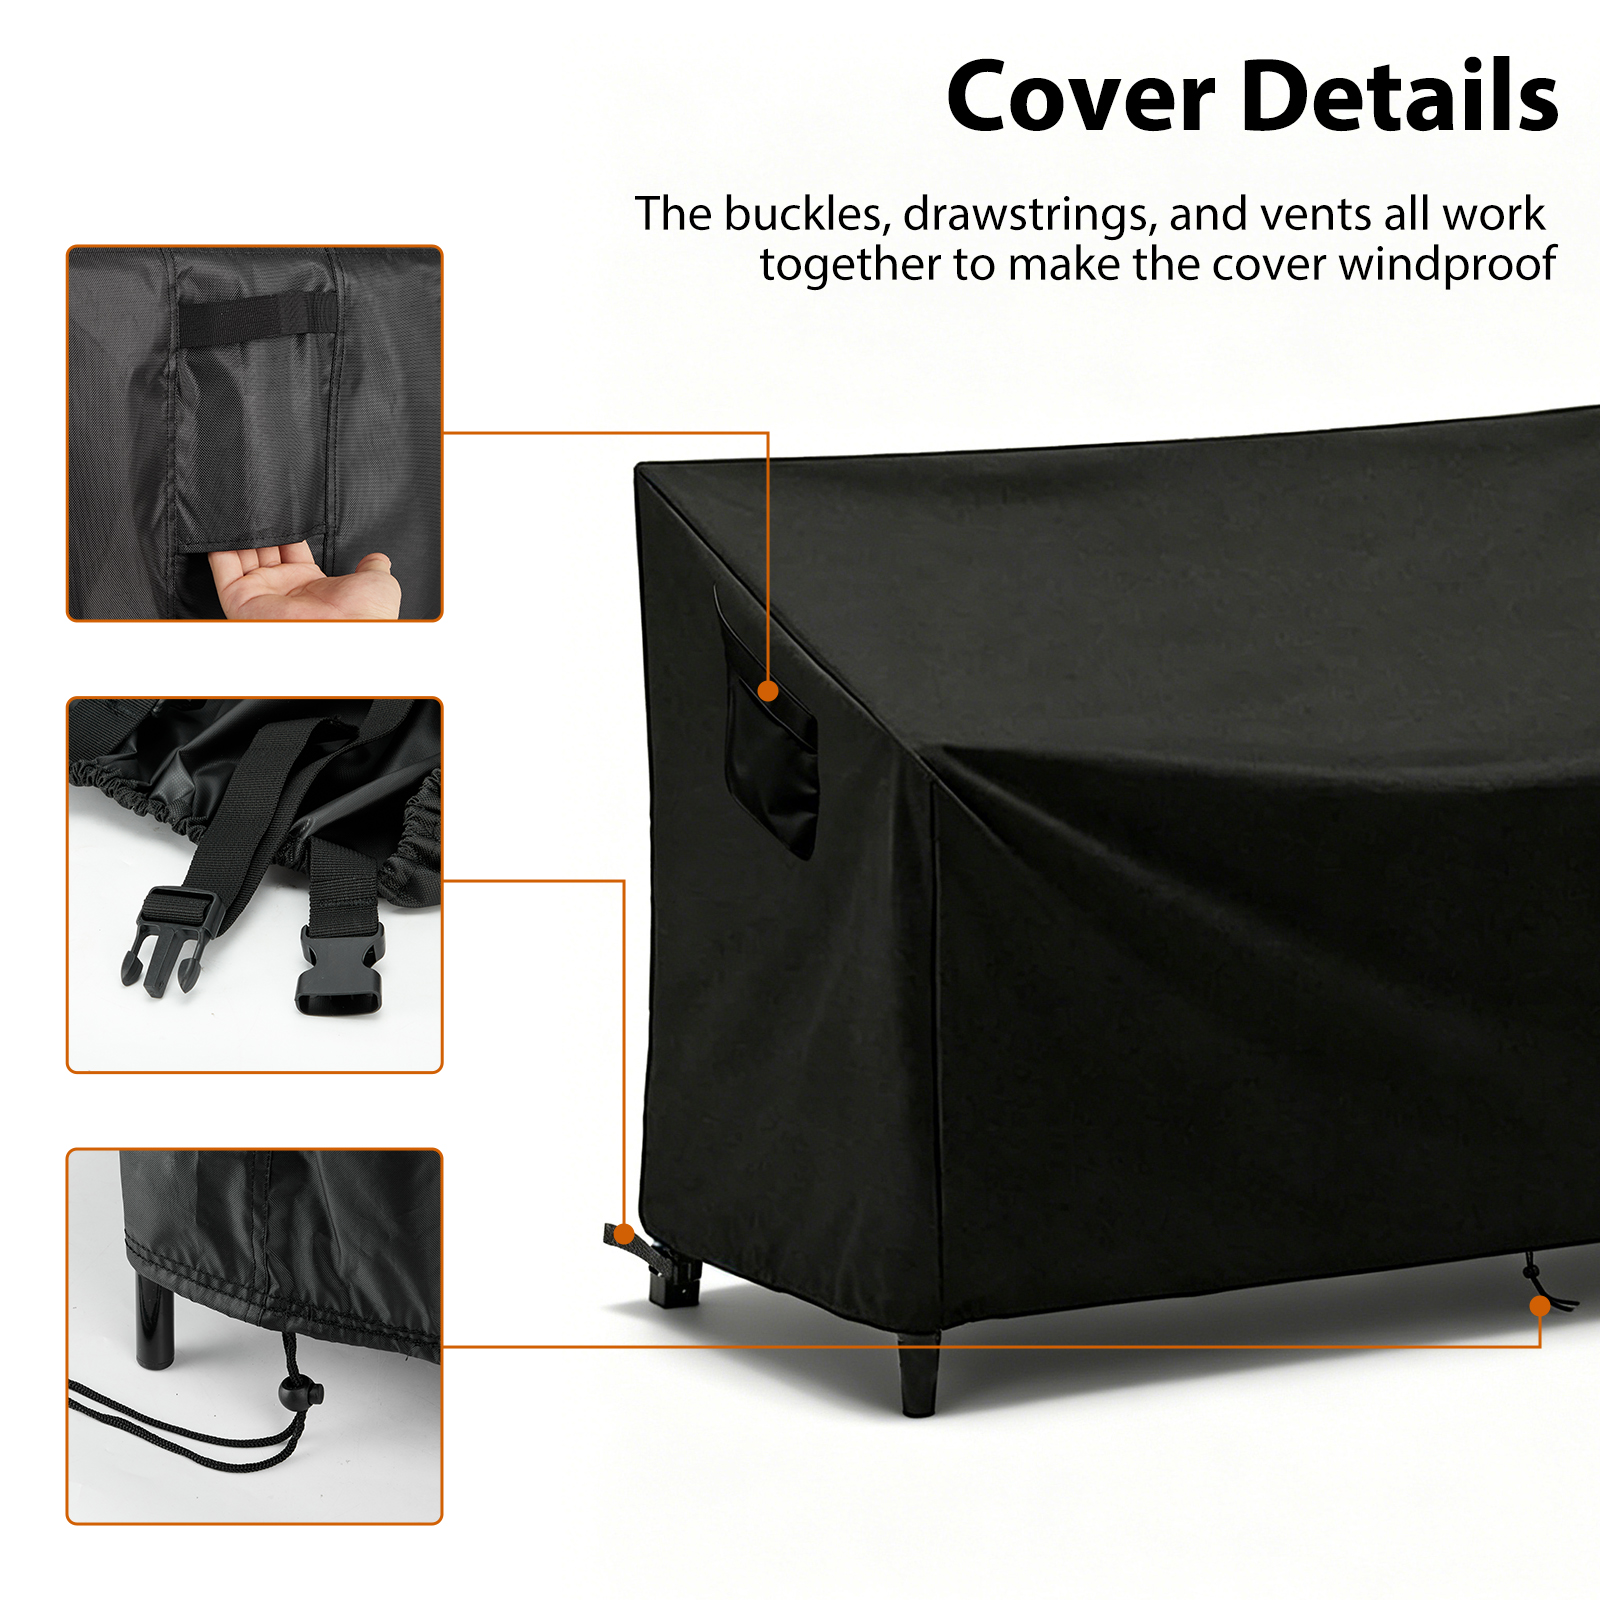 Cover Details
The buckles, drawstrings, and vents all work
together to make the cover windproof